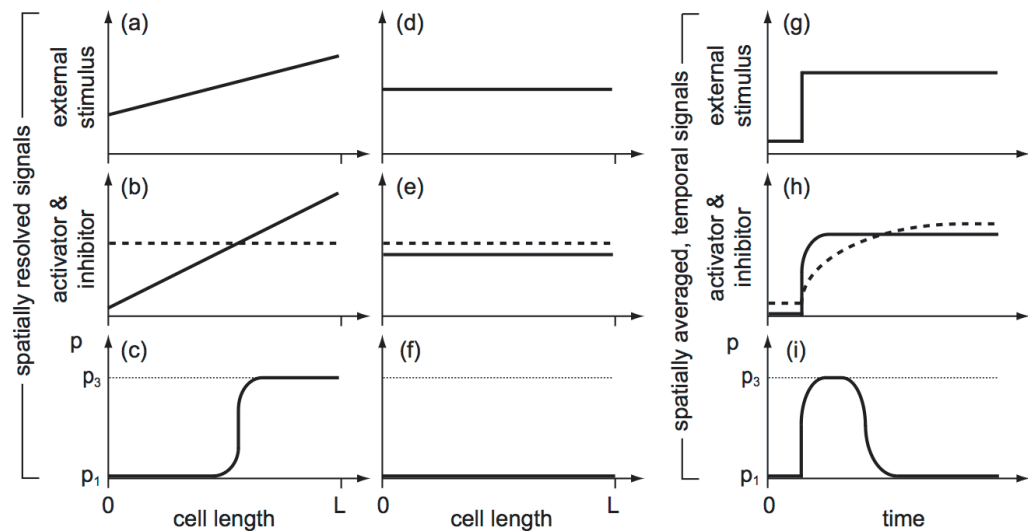 spatially resolved signals
external
stimulus
(a)
(d)
L
activator &
inhibitor
(b)
(e)
L
p
p3
p1
(c)
(f)
0
cell length
L
0
cell length
L
spatially averaged, temporal signals
external
stimulus
(g)
activator &
inhibitor
(h)
p
p3
p1
(i)
0
time